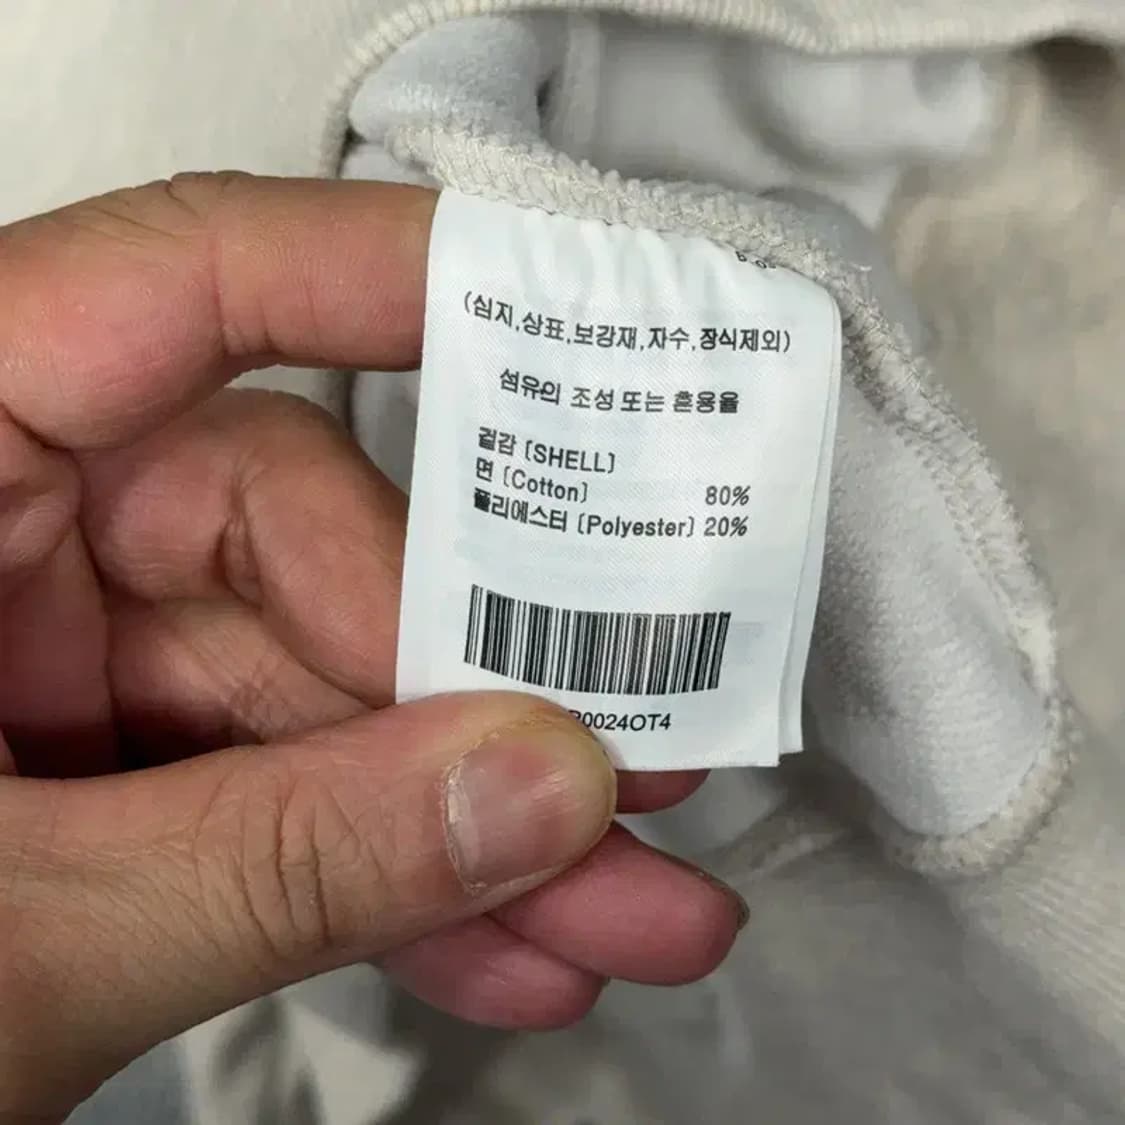 (심지,상표,보강재,자수,장식제외)
섬유의 조성 또는 혼용율
겉감 (SHELL)
면 (Cotton) 80%
폴리에스터 (Polyester) 20%
0024OT4